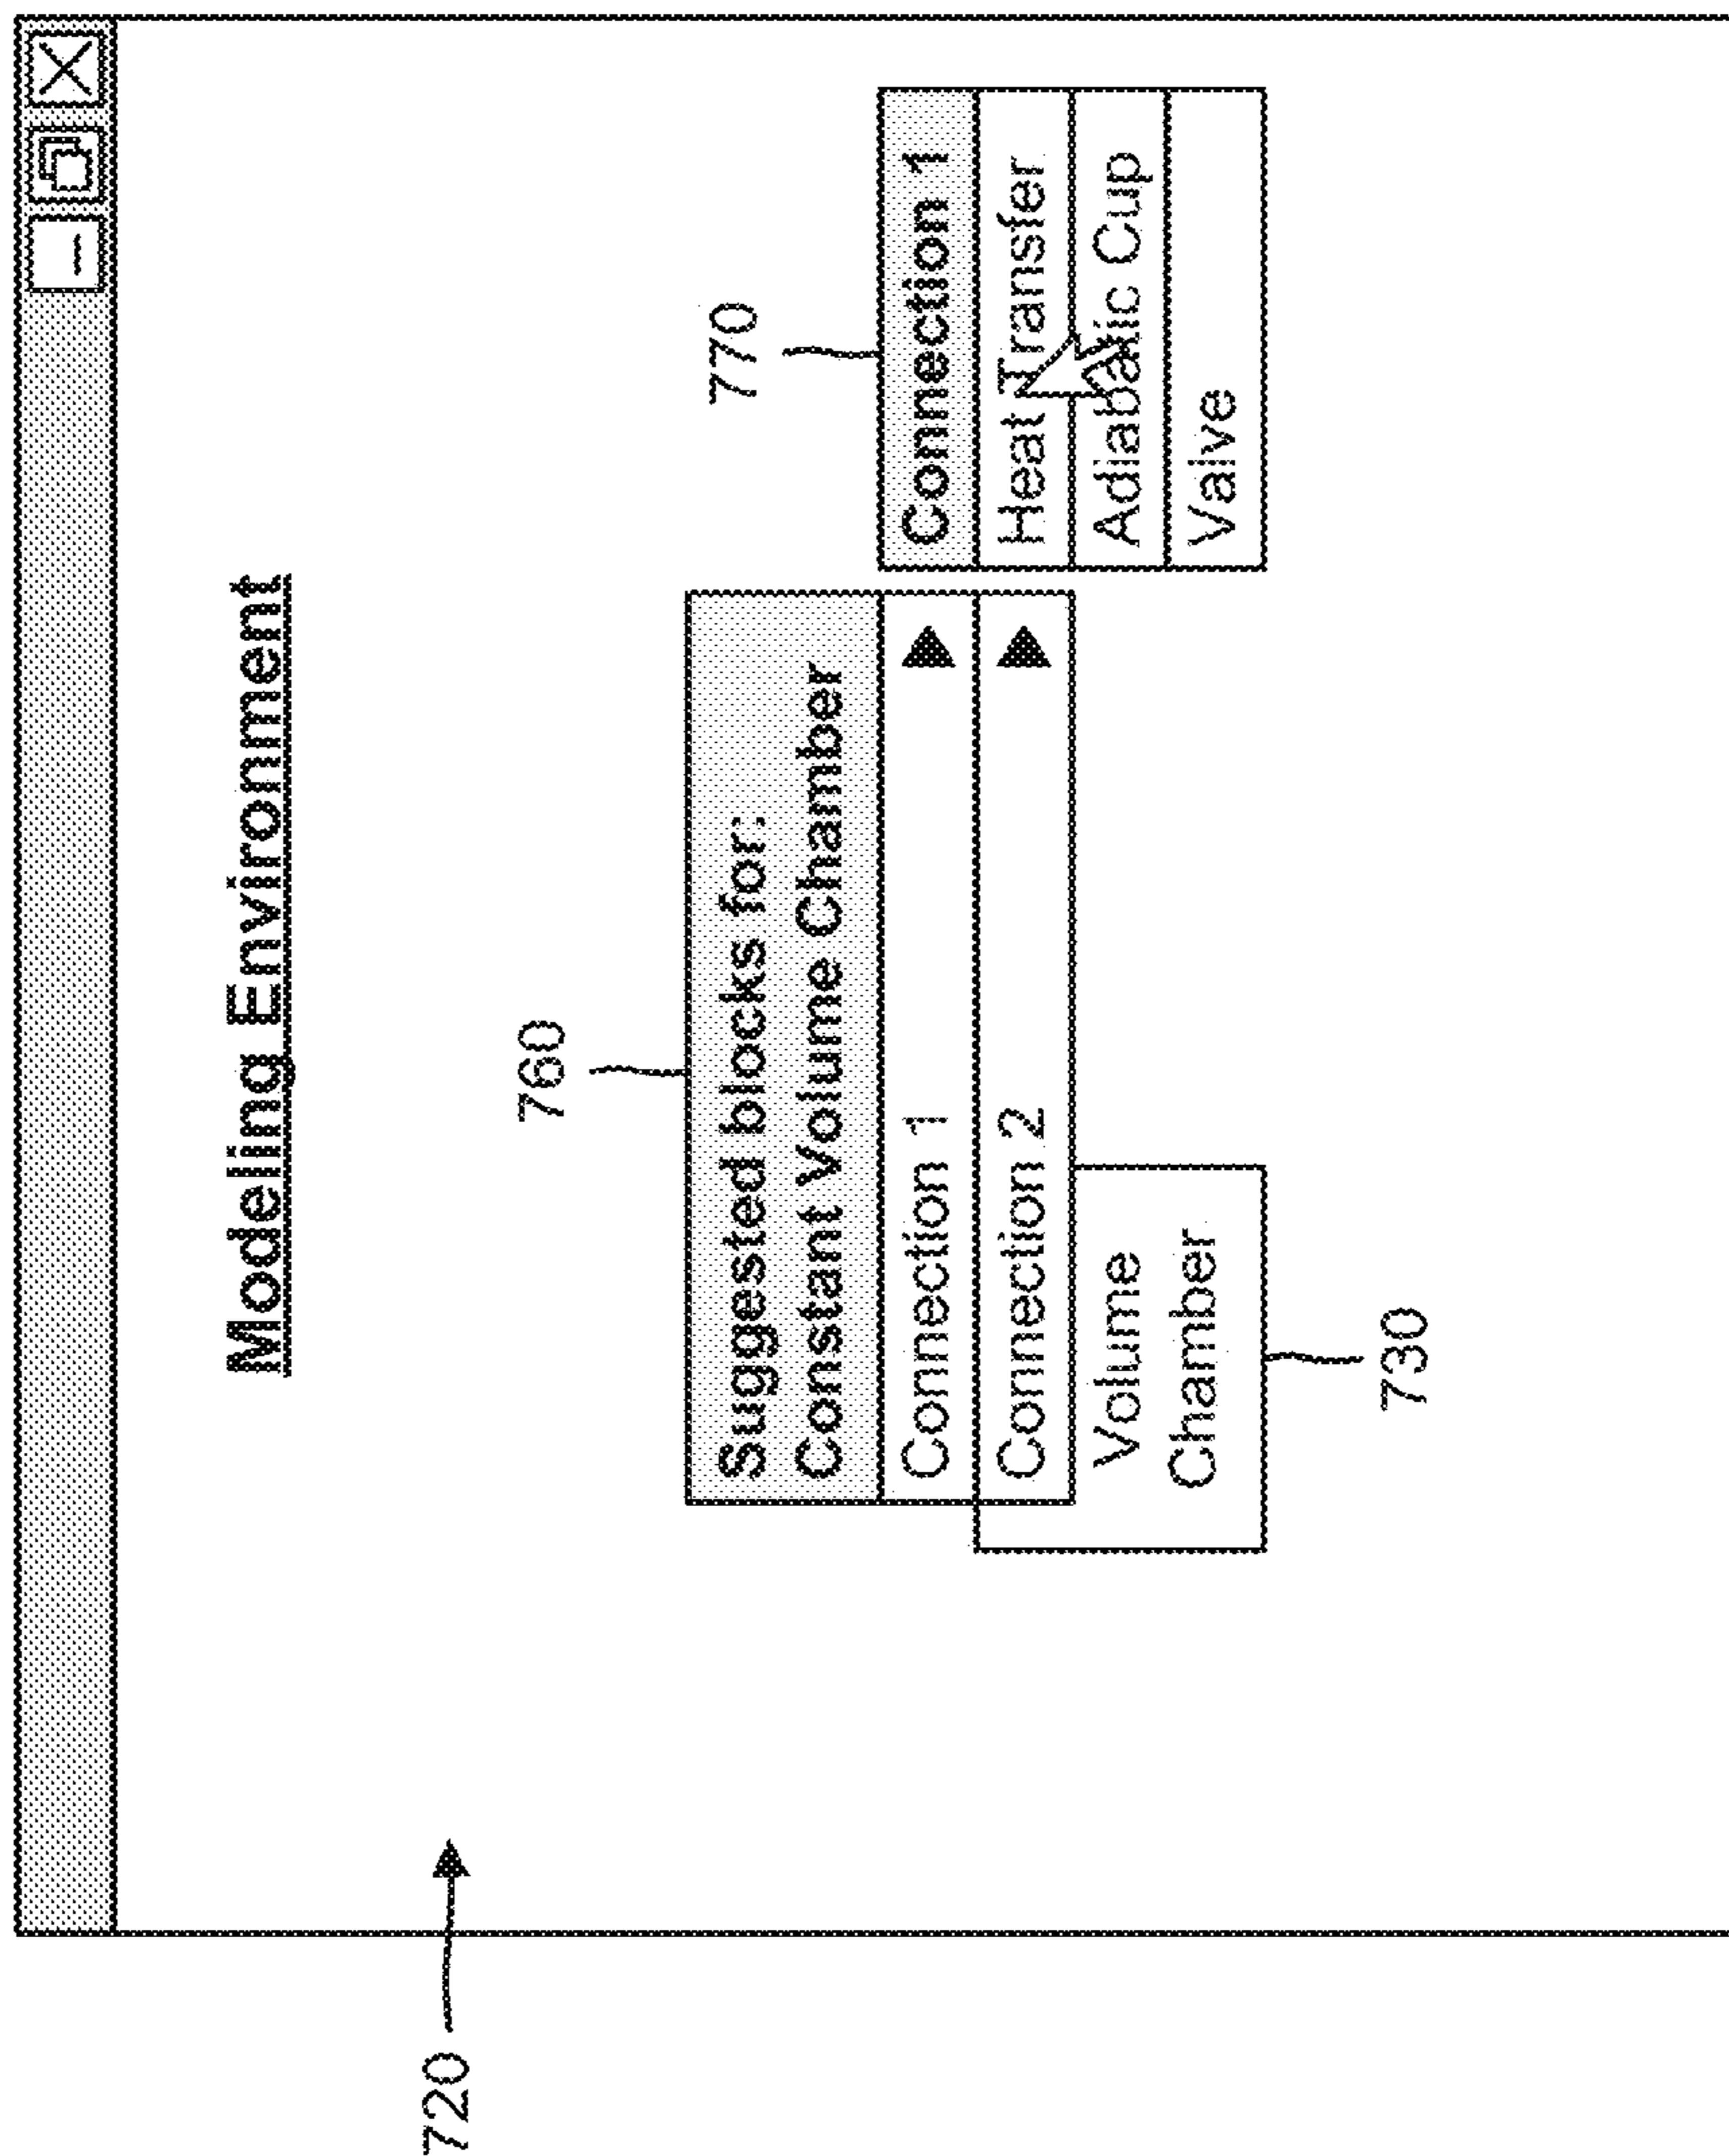 Modeling Environment
720
760
Suggested blocks for:
Constant Volume Chamber
Connection 1
Connection 2
770
Connection 1
Heat Transfer
Adiabatic Cup
Valve
Volume
Chamber
730